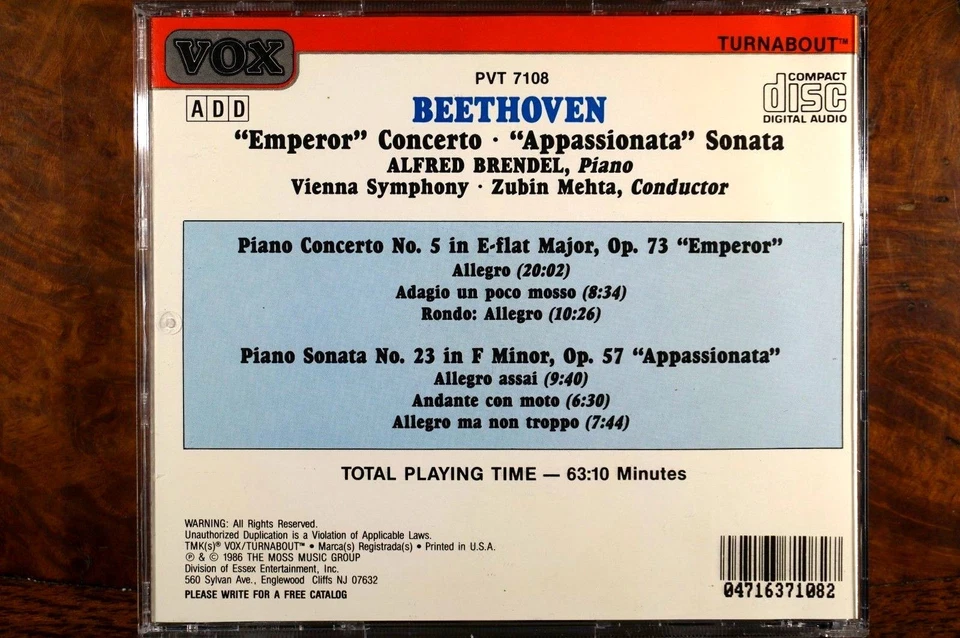 VOX
TURNABOUT™
PVT 7108
ADD
COMPACT
disc
DIGITAL AUDIO
BEETHOVEN
“Emperor” Concerto · “Appassionata” Sonata
ALFRED BRENDEL, Piano
Vienna Symphony · Zubin Mehta, Conductor
Piano Concerto No. 5 in E-flat Major, Op. 73 “Emperor”
Allegro (20:02)
Adagio un poco mosso (8:34)
Rondo: Allegro (10:26)
Piano Sonata No. 23 in F Minor, Op. 57 “Appassionata”
Allegro assai (9:40)
Andante con moto (6:30)
Allegro ma non troppo (7:44)
TOTAL PLAYING TIME — 63:10 Minutes
WARNING: All Rights Reserved.
Unauthorized Duplication is a Violation of Applicable Laws.
TMK(s)® VOX/TURNABOUT™ • Marca(s) Registrada(s) • Printed in U.S.A.
℗ & © 1986 THE MOSS MUSIC GROUP
Division of Essex Entertainment, Inc.
560 Sylvan Ave., Englewood Cliffs NJ 07632
PLEASE WRITE FOR A FREE CATALOG
04716371082